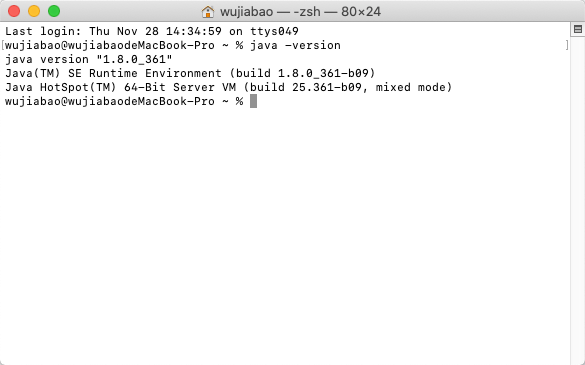 wujiabao — -zsh — 80×24
Last login: Thu Nov 28 14:34:59 on ttys049
[wujiabao@wujiabaodeMacBook-Pro ~ % java -version ]
java version "1.8.0_361"
Java(TM) SE Runtime Environment (build 1.8.0_361-b09)
Java HotSpot(TM) 64-Bit Server VM (build 25.361-b09, mixed mode)
wujiabao@wujiabaodeMacBook-Pro ~ %